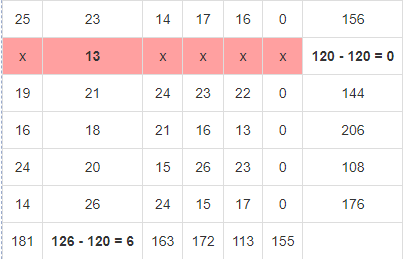 25 23 14 17 16 0 156
x 13 x x x x 120 - 120 = 0
19 21 24 23 22 0 144
16 18 21 16 13 0 206
24 20 15 26 23 0 108
14 26 24 15 17 0 176
181 126 - 120 = 6 163 172 113 155